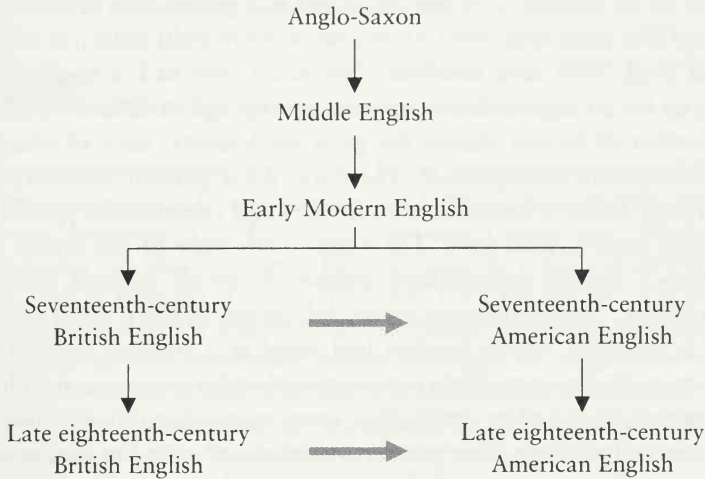 Anglo-Saxon
Middle English
Early Modern English
Seventeenth-century
British English
Seventeenth-century
American English
Late eighteenth-century
British English
Late eighteenth-century
American English